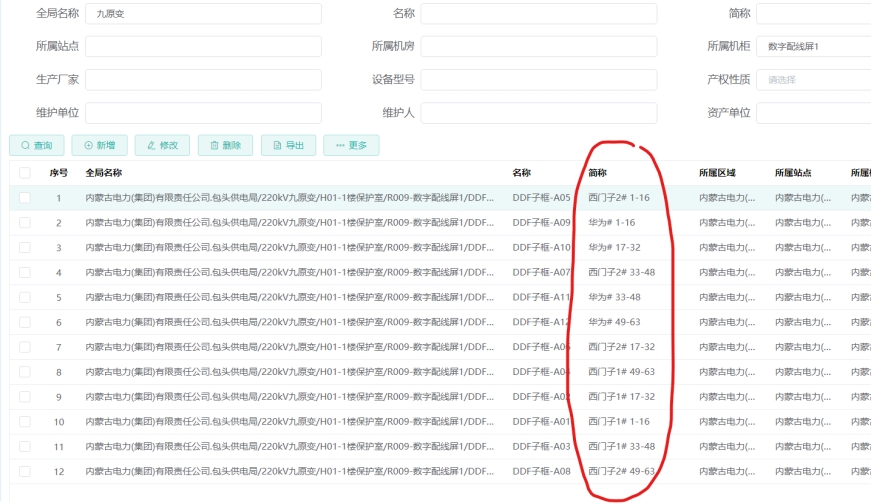 全局名称 九原变 名称 简称
所属站点 所属机房 所属机柜 数字配线屏1
生产厂家 设备型号 产权性质 请选择
维护单位 维护人 资产单位
查询 新增 修改 删除 导出 更多
序号 全局名称 名称 简称 所属区域 所属站点 所属
1 内蒙古电力(集团)有限责任公司.包头供电局/220kV九原变/H01-1楼保护室/R009-数字配线屏1/DDF... DDF子框-A05 西门子2# 1-16 内蒙古电力(... 内蒙古电力(... 内蒙
2 内蒙古电力(集团)有限责任公司.包头供电局/220kV九原变/H01-1楼保护室/R009-数字配线屏1/DDF... DDF子框-A09 华为# 1-16 内蒙古电力(... 内蒙古电力(... 内蒙
3 内蒙古电力(集团)有限责任公司.包头供电局/220kV九原变/H01-1楼保护室/R009-数字配线屏1/DDF... DDF子框-A10 华为# 17-32 内蒙古电力(... 内蒙古电力(... 内蒙
4 内蒙古电力(集团)有限责任公司.包头供电局/220kV九原变/H01-1楼保护室/R009-数字配线屏1/DDF... DDF子框-A07 西门子2# 33-48 内蒙古电力(... 内蒙古电力(... 内蒙
5 内蒙古电力(集团)有限责任公司.包头供电局/220kV九原变/H01-1楼保护室/R009-数字配线屏1/DDF... DDF子框-A11 华为# 33-48 内蒙古电力(... 内蒙古电力(... 内蒙
6 内蒙古电力(集团)有限责任公司.包头供电局/220kV九原变/H01-1楼保护室/R009-数字配线屏1/DDF... DDF子框-A12 华为# 49-63 内蒙古电力(... 内蒙古电力(... 内蒙
7 内蒙古电力(集团)有限责任公司.包头供电局/220kV九原变/H01-1楼保护室/R009-数字配线屏1/DDF... DDF子框-A06 西门子2# 17-32 内蒙古电力(... 内蒙古电力(... 内蒙
8 内蒙古电力(集团)有限责任公司.包头供电局/220kV九原变/H01-1楼保护室/R009-数字配线屏1/DDF... DDF子框-A04 西门子1# 49-63 内蒙古电力(... 内蒙古电力(... 内蒙
9 内蒙古电力(集团)有限责任公司.包头供电局/220kV九原变/H01-1楼保护室/R009-数字配线屏1/DDF... DDF子框-A02 西门子1# 17-32 内蒙古电力(... 内蒙古电力(... 内蒙
10 内蒙古电力(集团)有限责任公司.包头供电局/220kV九原变/H01-1楼保护室/R009-数字配线屏1/DDF... DDF子框-A01 西门子1# 1-16 内蒙古电力(... 内蒙古电力(... 内蒙
11 内蒙古电力(集团)有限责任公司.包头供电局/220kV九原变/H01-1楼保护室/R009-数字配线屏1/DDF... DDF子框-A03 西门子1# 33-48 内蒙古电力(... 内蒙古电力(... 内蒙
12 内蒙古电力(集团)有限责任公司.包头供电局/220kV九原变/H01-1楼保护室/R009-数字配线屏1/DDF... DDF子框-A08 西门子2# 49-63 内蒙古电力(... 内蒙古电力(... 内蒙